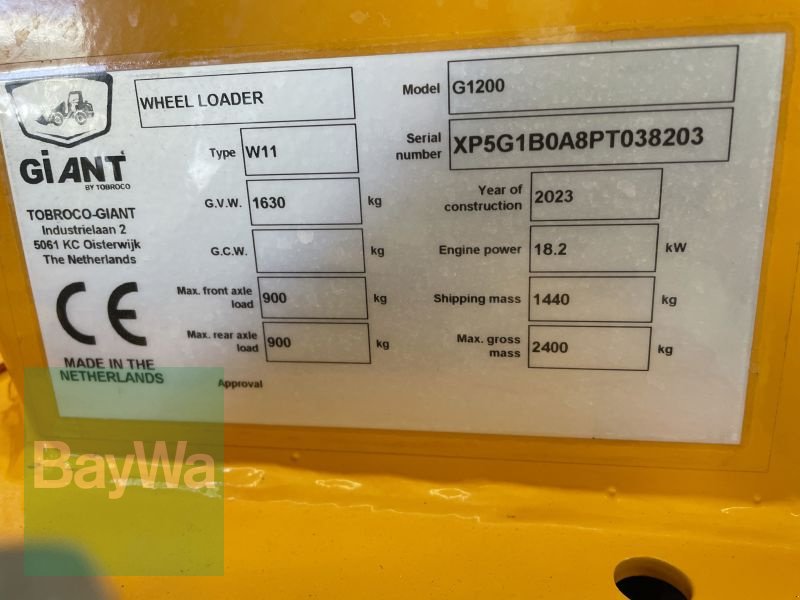 WHEEL LOADER
Model G1200
GiANT
BY TOBROCO
Type W11
Serial number XP5G1B0A8PT038203
TOBROCO-GIANT
Industrielaan 2
5061 KC Oisterwijk
The Netherlands
G.V.W. 1630 kg
Year of construction 2023
G.C.W. kg
Engine power 18.2 kW
Max. front axle load 900 kg
Shipping mass 1440 kg
Max. rear axle load 900 kg
Max. gross mass 2400 kg
CE
MADE IN THE
NETHERLANDS
Approval
BayWa